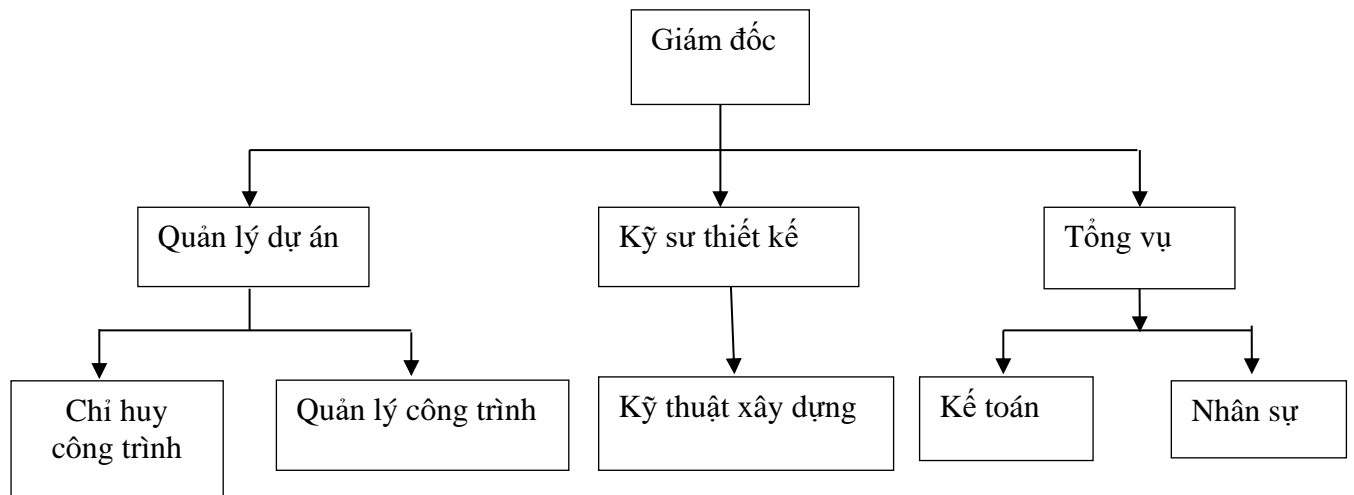 Giám đốc
Quản lý dự án
Kỹ sư thiết kế
Tổng vụ
Chỉ huy
công trình
Quản lý công trình
Kỹ thuật xây dựng
Kế toán
Nhân sự